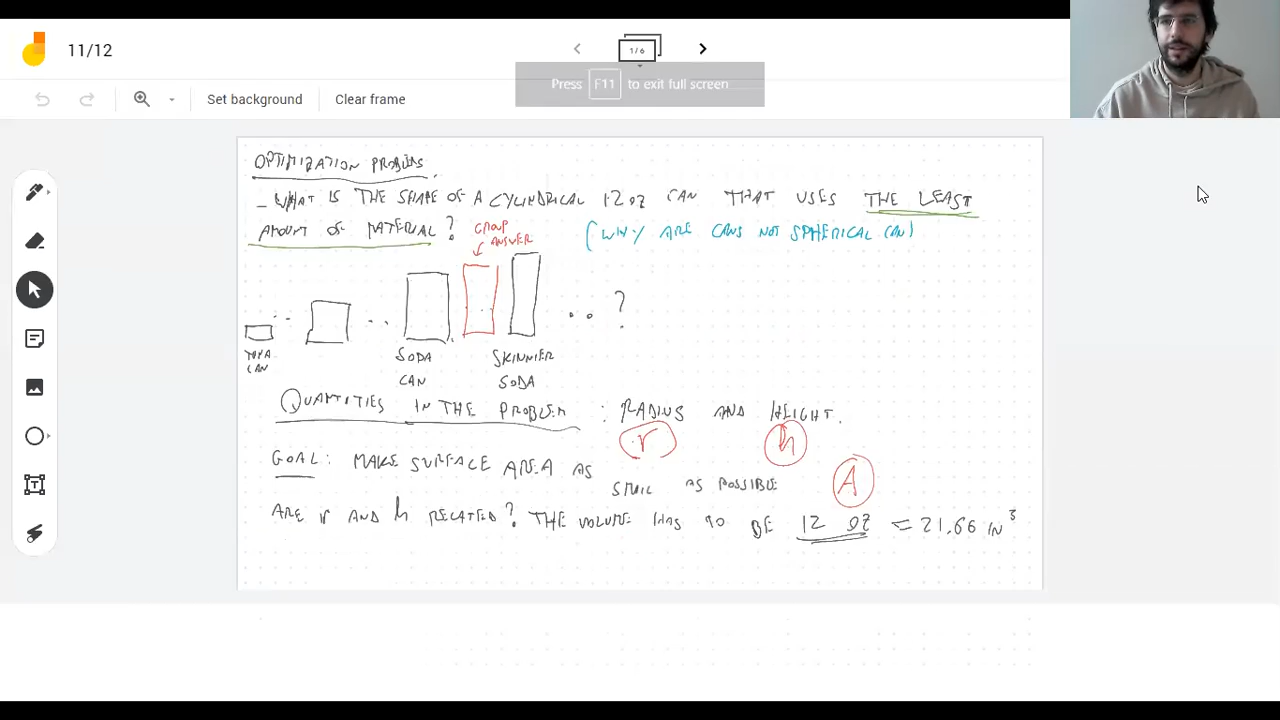 11/12
1/6
Press F11 to exit full screen
Set background
Clear frame
OPTIMIZATION PROBLEMS.
- WHAT IS THE SHAPE OF A CYLINDRICAL 12 OZ CAN THAT USES THE LEAST
AMOUNT OF MATERIAL?
(WHY ARE CANS NOT SPHERICAL CAN)
GROUP
ANSWER
... ?
TUNA
CAN
SODA
CAN
SKINNIER
SODA
QUANTITIES IN THE PROBLEM : RADIUS AND HEIGHT.
r h
GOAL: MAKE SURFACE AREA AS SMALL AS POSSIBLE A
ARE r AND h RELATED? THE VOLUME HAS TO BE 12 OZ = 21.66 IN³